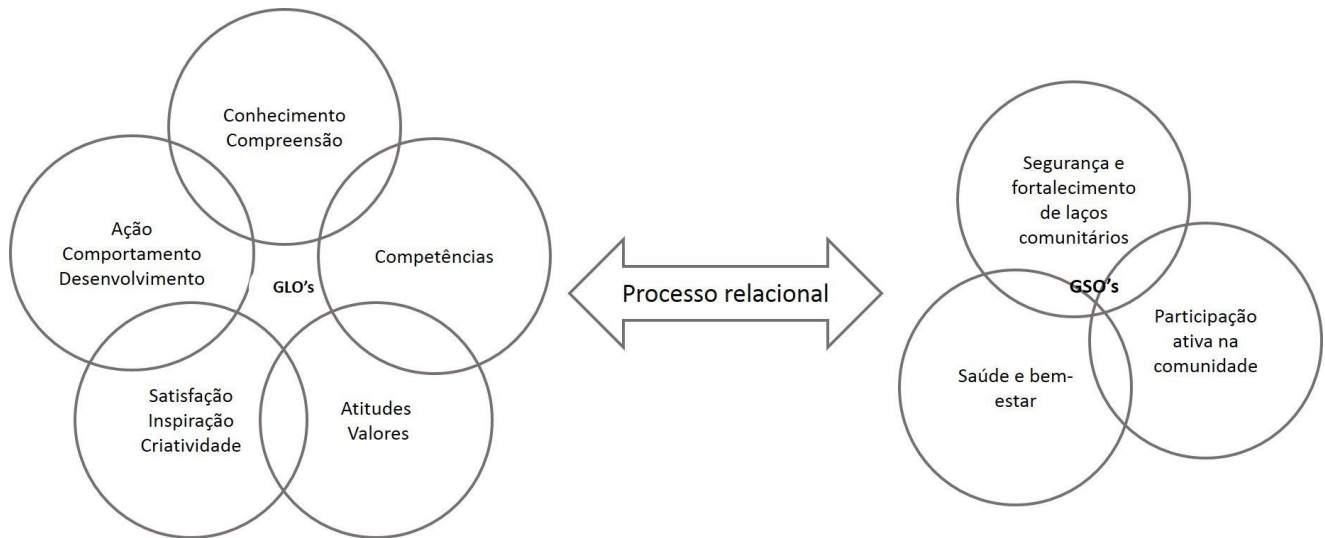 Conhecimento
Compreensão
Ação
Comportamento
Desenvolvimento
GLO's
Competências
Satisfação
Inspiração
Criatividade
Atitudes
Valores
Processo relacional
Segurança e
fortalecimento
de laços
comunitários
GSO's
Participação
ativa na
comunidade
Saúde e bem-
estar